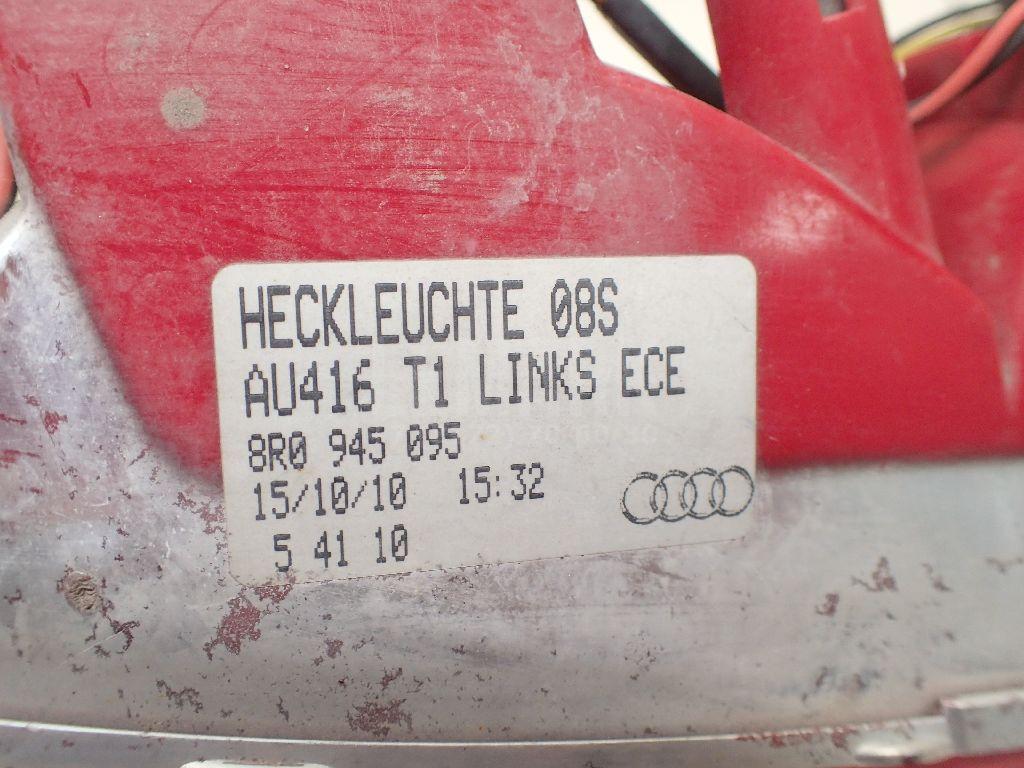 HECKLEUCHTE 08S
AU416 T1 LINKS ECE
8R0 945 095
15/10/10 15:32
5 41 10